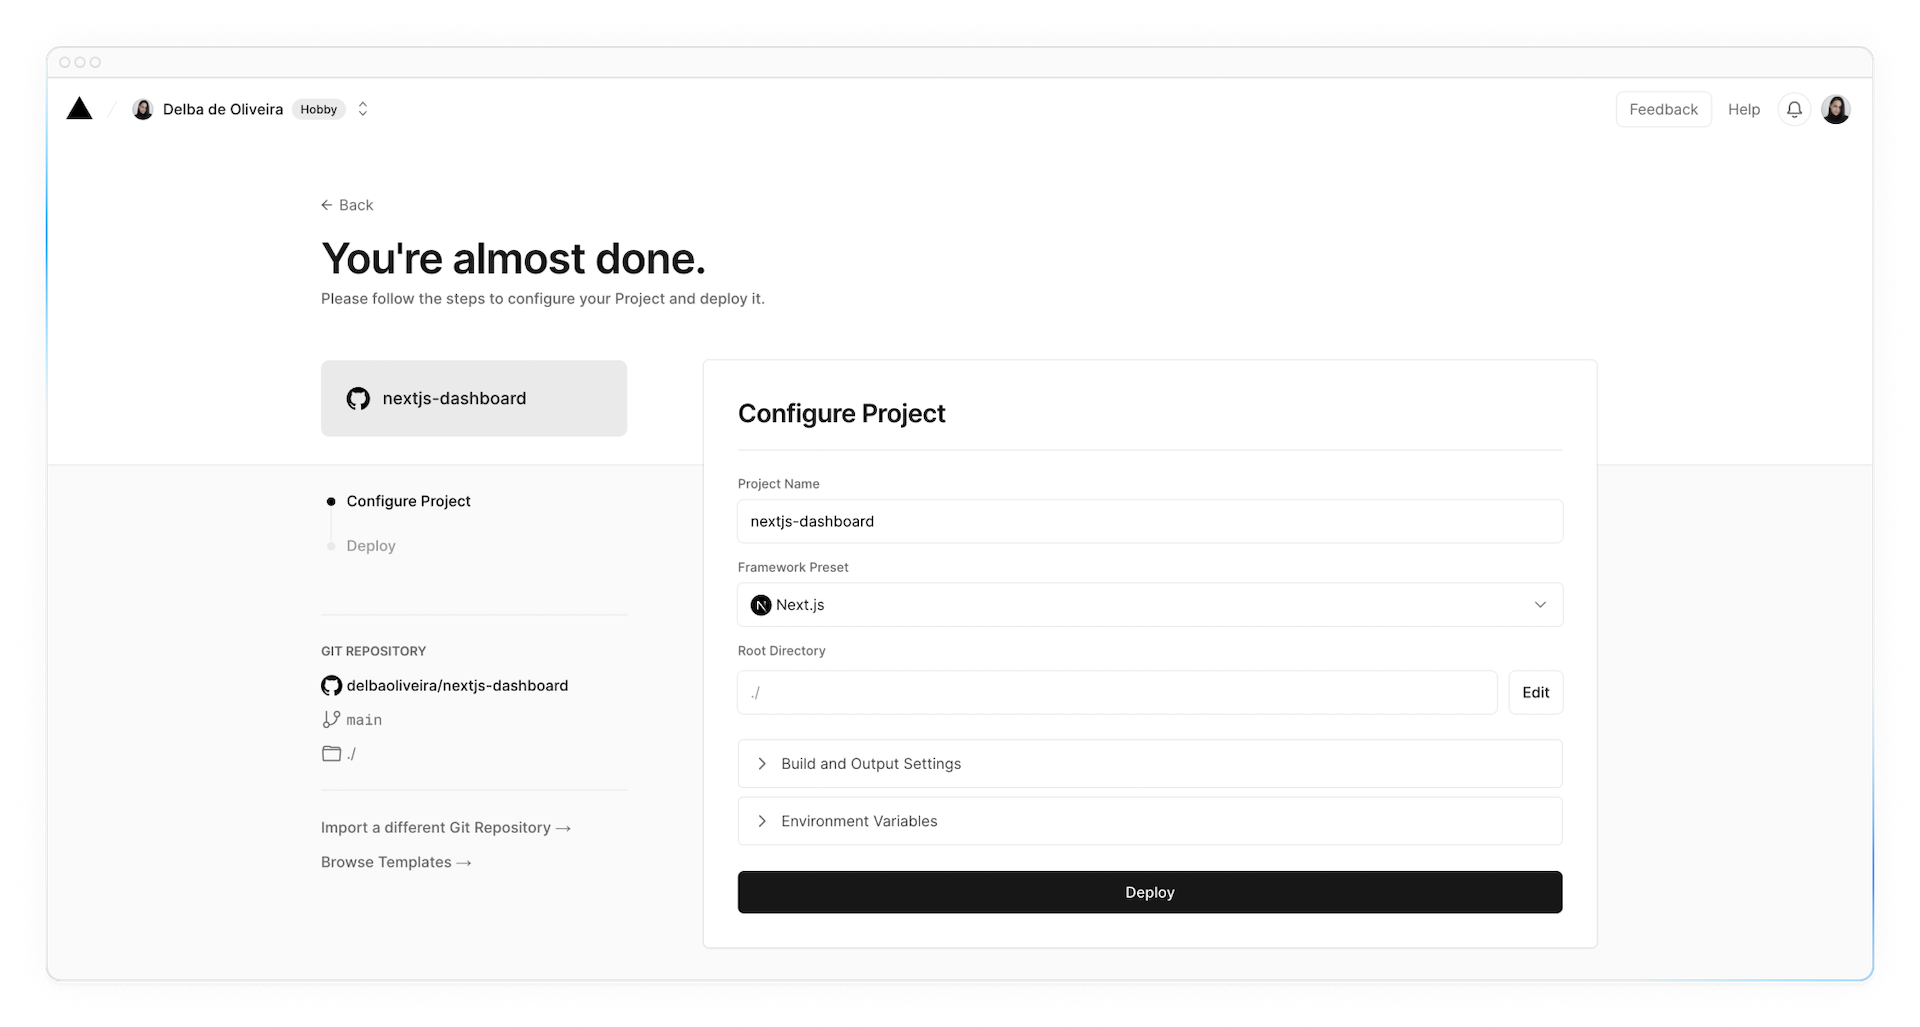 Delba de Oliveira Hobby
Feedback Help
← Back
You're almost done.
Please follow the steps to configure your Project and deploy it.
nextjs-dashboard
Configure Project
Deploy
GIT REPOSITORY
delbaoliveira/nextjs-dashboard
main
./
Import a different Git Repository →
Browse Templates →
Configure Project
Project Name
nextjs-dashboard
Framework Preset
N Next.js
Root Directory
./
Edit
Build and Output Settings
Environment Variables
Deploy